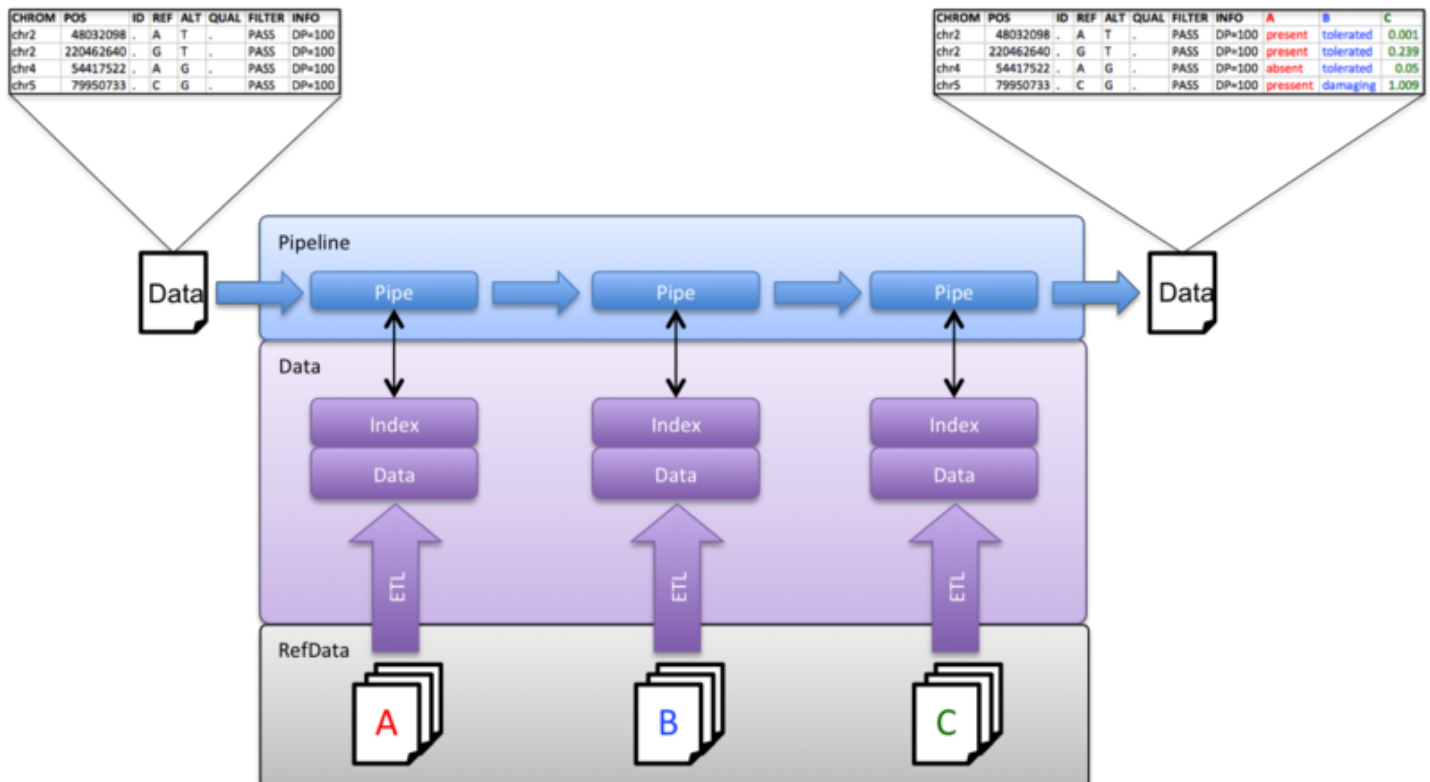 CHROM POS ID REF ALT QUAL FILTER INFO
chr2 48032098 . A T . PASS DP=100
chr2 220462640 . G T . PASS DP=100
chr4 54417522 . A G . PASS DP=100
chr5 79950733 . C G . PASS DP=100
CHROM POS ID REF ALT QUAL FILTER INFO A B C
chr2 48032098 . A T . PASS DP=100 present tolerated 0.001
chr2 220462640 . G T . PASS DP=100 present tolerated 0.239
chr4 54417522 . A G . PASS DP=100 absent tolerated 0.05
chr5 79950733 . C G . PASS DP=100 pressent damaging 1.009
Pipeline
Data Pipe Pipe Pipe Data
Data
Index Index Index
Data Data Data
ETL ETL ETL
RefData
A B C